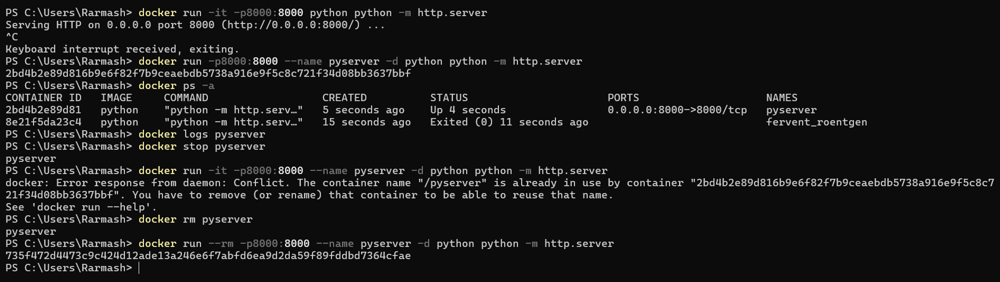 PS C:\Users\Rarmash> docker run -it -p8000:8000 python python -m http.server
Serving HTTP on 0.0.0.0 port 8000 (http://0.0.0.0:8000/) ...
^C
Keyboard interrupt received, exiting.
PS C:\Users\Rarmash> docker run -p8000:8000 --name pyserver -d python python -m http.server
2bd4b2e89d816b9e6f82f7b9ceaebdb5738a916e9f5c8c721f34d08bb3637bbf
PS C:\Users\Rarmash> docker ps -a
CONTAINER ID   IMAGE     COMMAND                  CREATED          STATUS                      PORTS                    NAMES
2bd4b2e89d81   python    "python -m http.serv…"   5 seconds ago    Up 4 seconds                0.0.0.0:8000->8000/tcp   pyserver
8e21f5da23c4   python    "python -m http.serv…"   15 seconds ago   Exited (0) 11 seconds ago                            fervent_roentgen
PS C:\Users\Rarmash> docker logs pyserver
PS C:\Users\Rarmash> docker stop pyserver
pyserver
PS C:\Users\Rarmash> docker run -it -p8000:8000 --name pyserver -d python python -m http.server
docker: Error response from daemon: Conflict. The container name "/pyserver" is already in use by container "2bd4b2e89d816b9e6f82f7b9ceaebdb5738a916e9f5c8c7
21f34d08bb3637bbf". You have to remove (or rename) that container to be able to reuse that name.
See 'docker run --help'.
PS C:\Users\Rarmash> docker rm pyserver
pyserver
PS C:\Users\Rarmash> docker run --rm -p8000:8000 --name pyserver -d python python -m http.server
735f472d4473c9c424d12ade13a246e6f7abfd6ea9d2da59f89fddbd7364cfae
PS C:\Users\Rarmash>